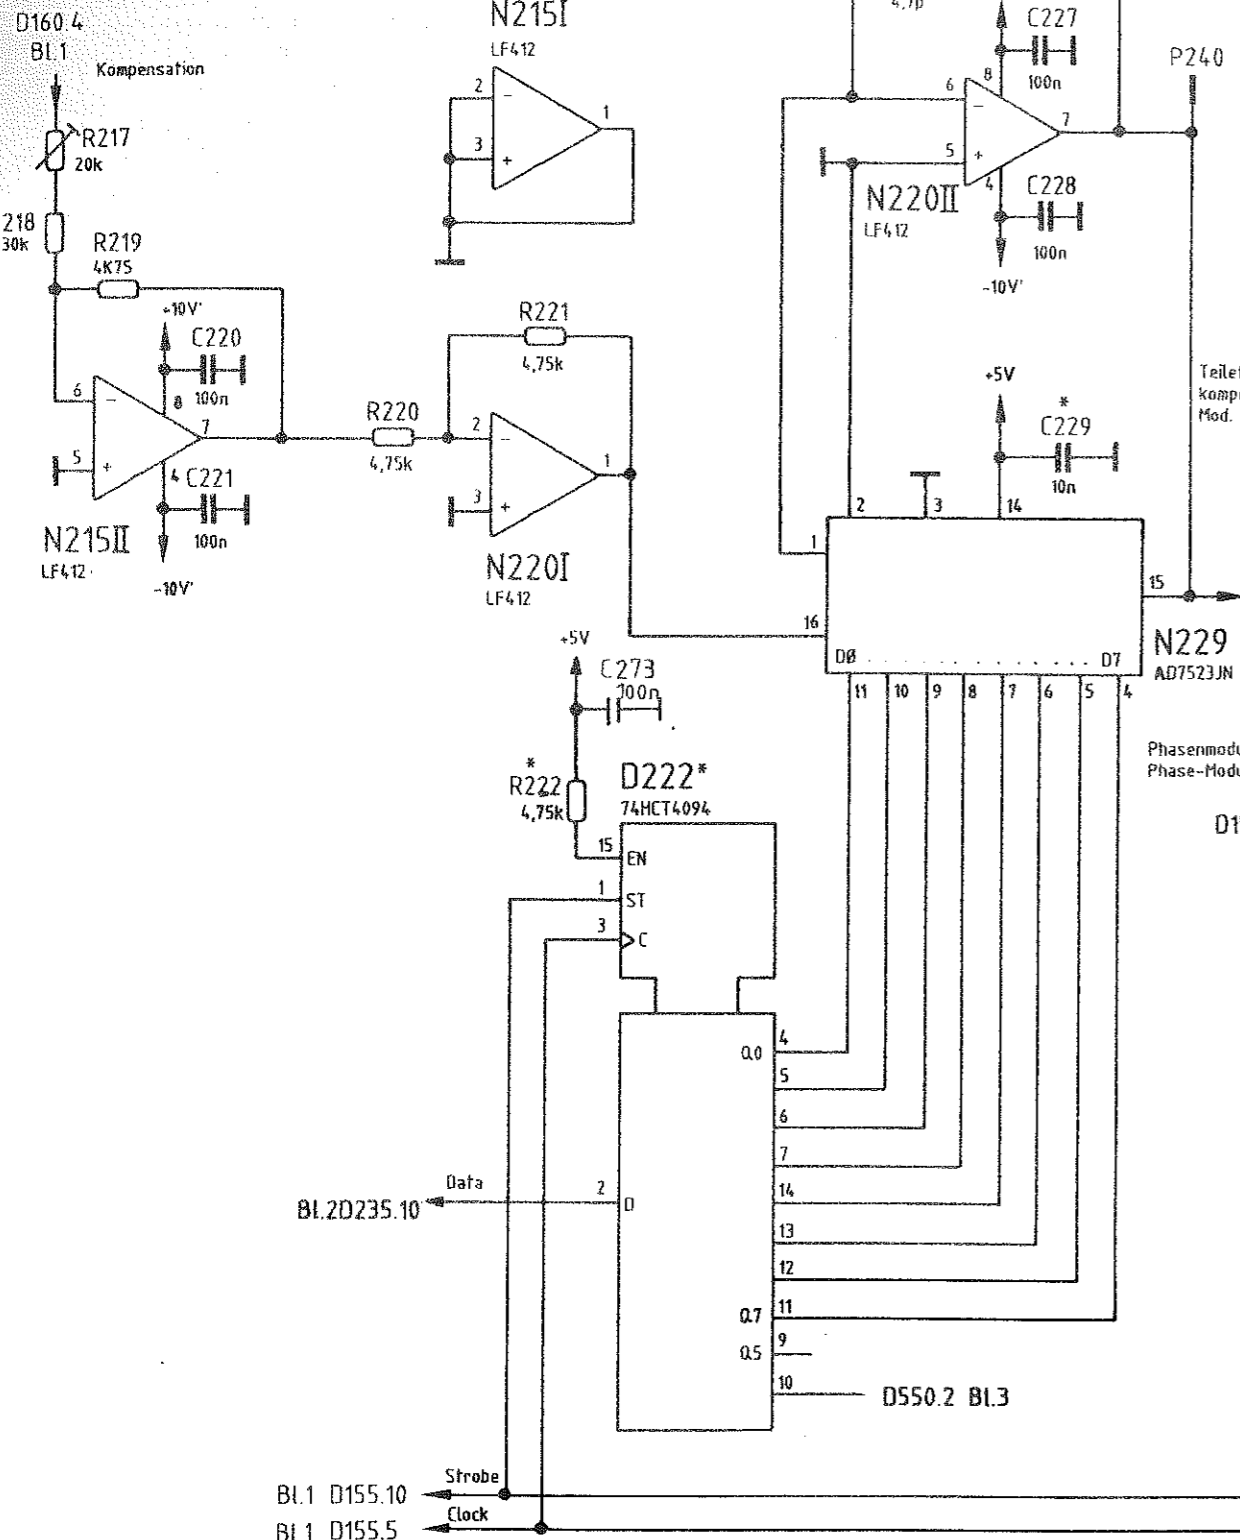 D160.4
Bl.1
Kompensation
R217
20k
218
30k
R219
4K75
+10V'
C220
100n
6
-
8
7
5
+
4
C221
100n
N215II
LF412
-10V'
N215I
LF412
2
-
1
3
+
R221
4,75k
R220
4,75k
2
-
1
3
+
N220I
LF412
C227
100n
8
6
-
7
5
+
4
P240
N220II
LF412
C228
100n
-10V'
+5V
*
C229
10n
Mod.
2
3
14
1
16
15
DØ . . . . . . . . . . . . D7
N229
AD7523JN
11
10
9
8
7
6
5
4
+5V
C273
100n
*
R222
4,75k
D222*
74HCT4094
15
EN
1
ST
3
C
Q0
4
5
6
7
14
13
12
Q7
11
QS
9
10
D550.2 Bl.3
Data
2
D
Bl.2D235.10
Strobe
Bl.1 D155.10
Clock
Bl.1 D155.5